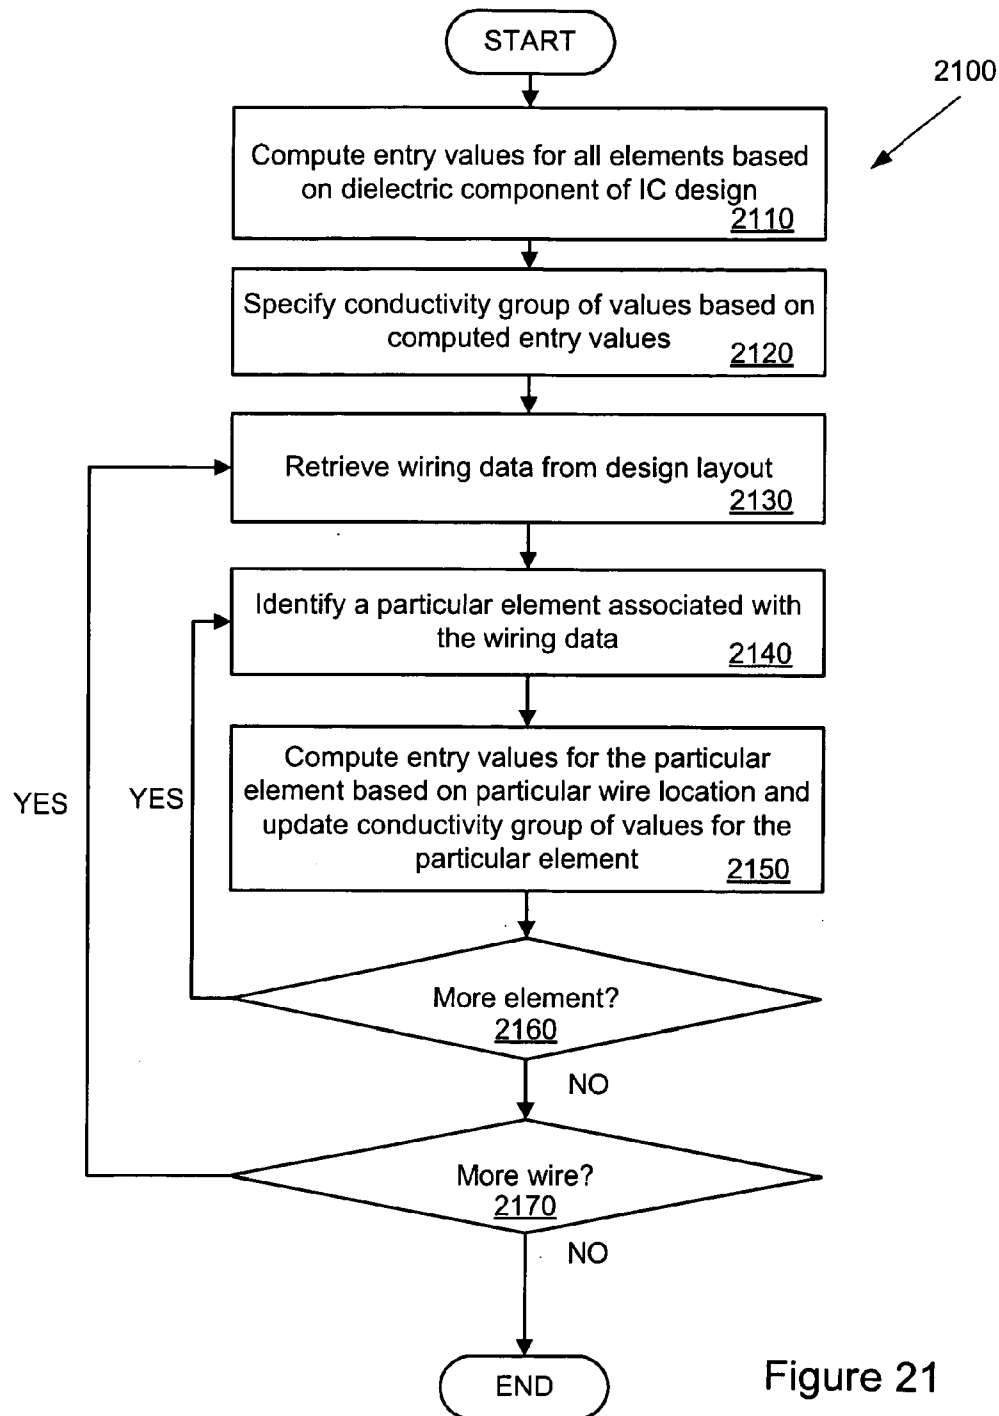 START
2100
Compute entry values for all elements based
on dielectric component of IC design
2110
Specify conductivity group of values based on
computed entry values
2120
Retrieve wiring data from design layout
2130
Identify a particular element associated with
the wiring data
2140
Compute entry values for the particular
element based on particular wire location and
update conductivity group of values for the
particular element
2150
YES
YES
More element?
2160
NO
More wire?
2170
NO
END
Figure 21